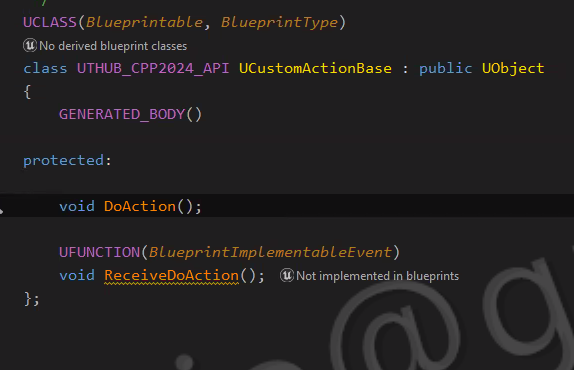 UCLASS(Blueprintable, BlueprintType)
No derived blueprint classes
class UTHUB_CPP2024_API UCustomActionBase : public UObject
{
GENERATED_BODY()
protected:
void DoAction();
UFUNCTION(BlueprintImplementableEvent)
void ReceiveDoAction(); Not implemented in blueprints
};